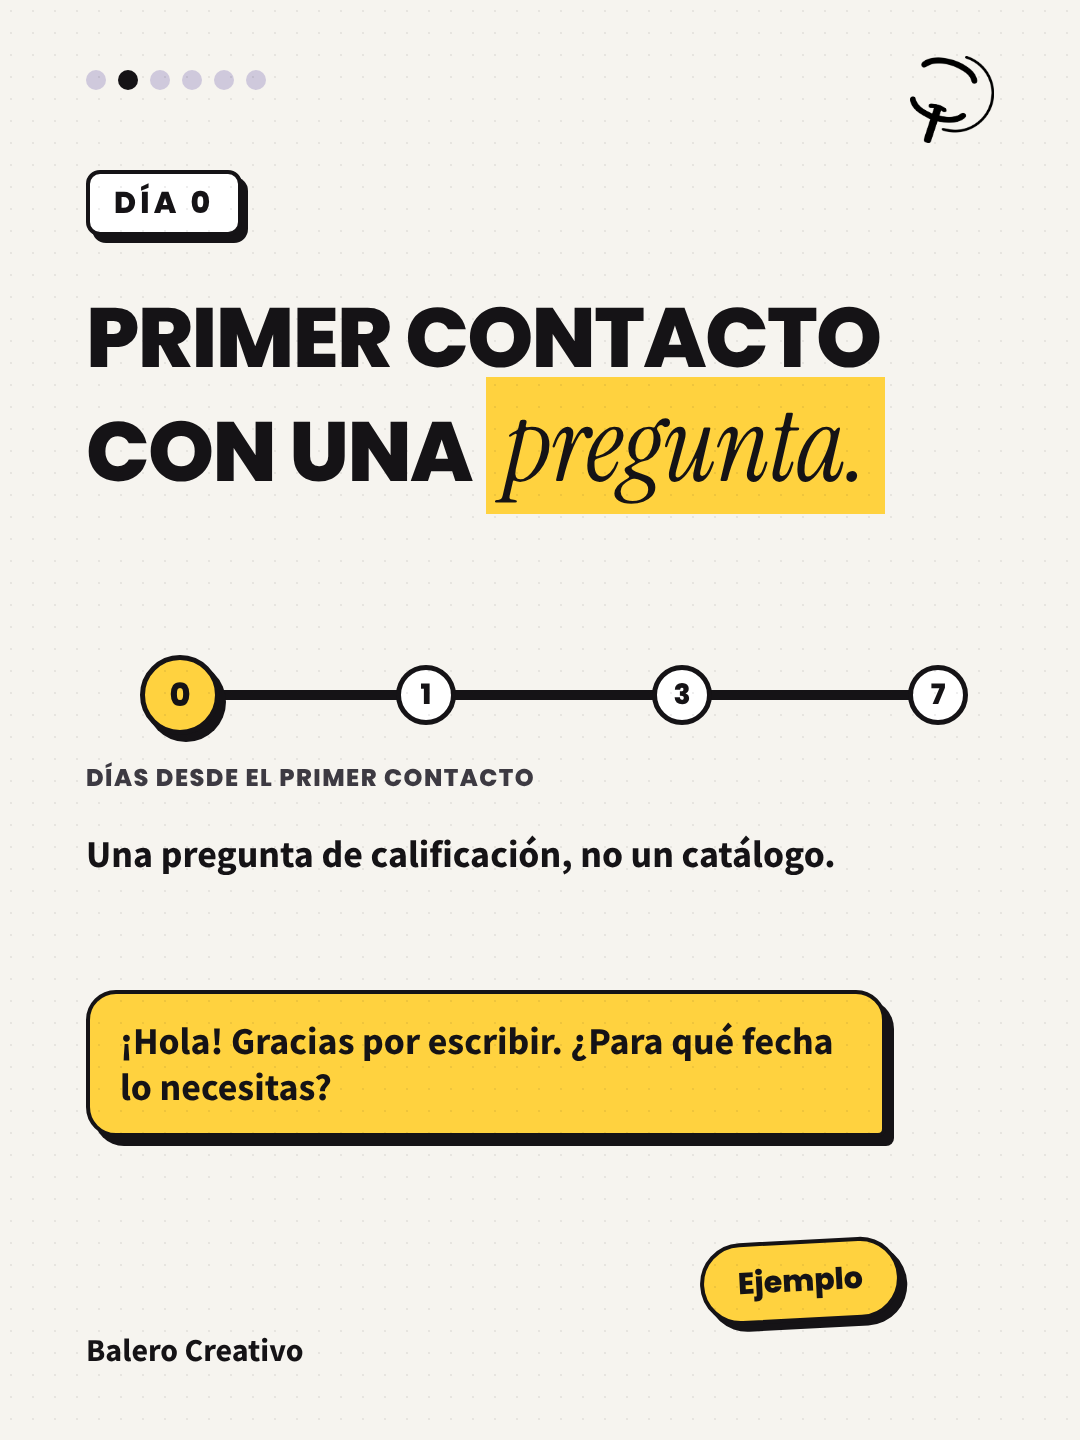 DÍA 0
PRIMER CONTACTO
CON UNA pregunta.
0 1 3 7
DÍAS DESDE EL PRIMER CONTACTO
Una pregunta de calificación, no un catálogo.
¡Hola! Gracias por escribir. ¿Para qué fecha
lo necesitas?
Ejemplo
Balero Creativo